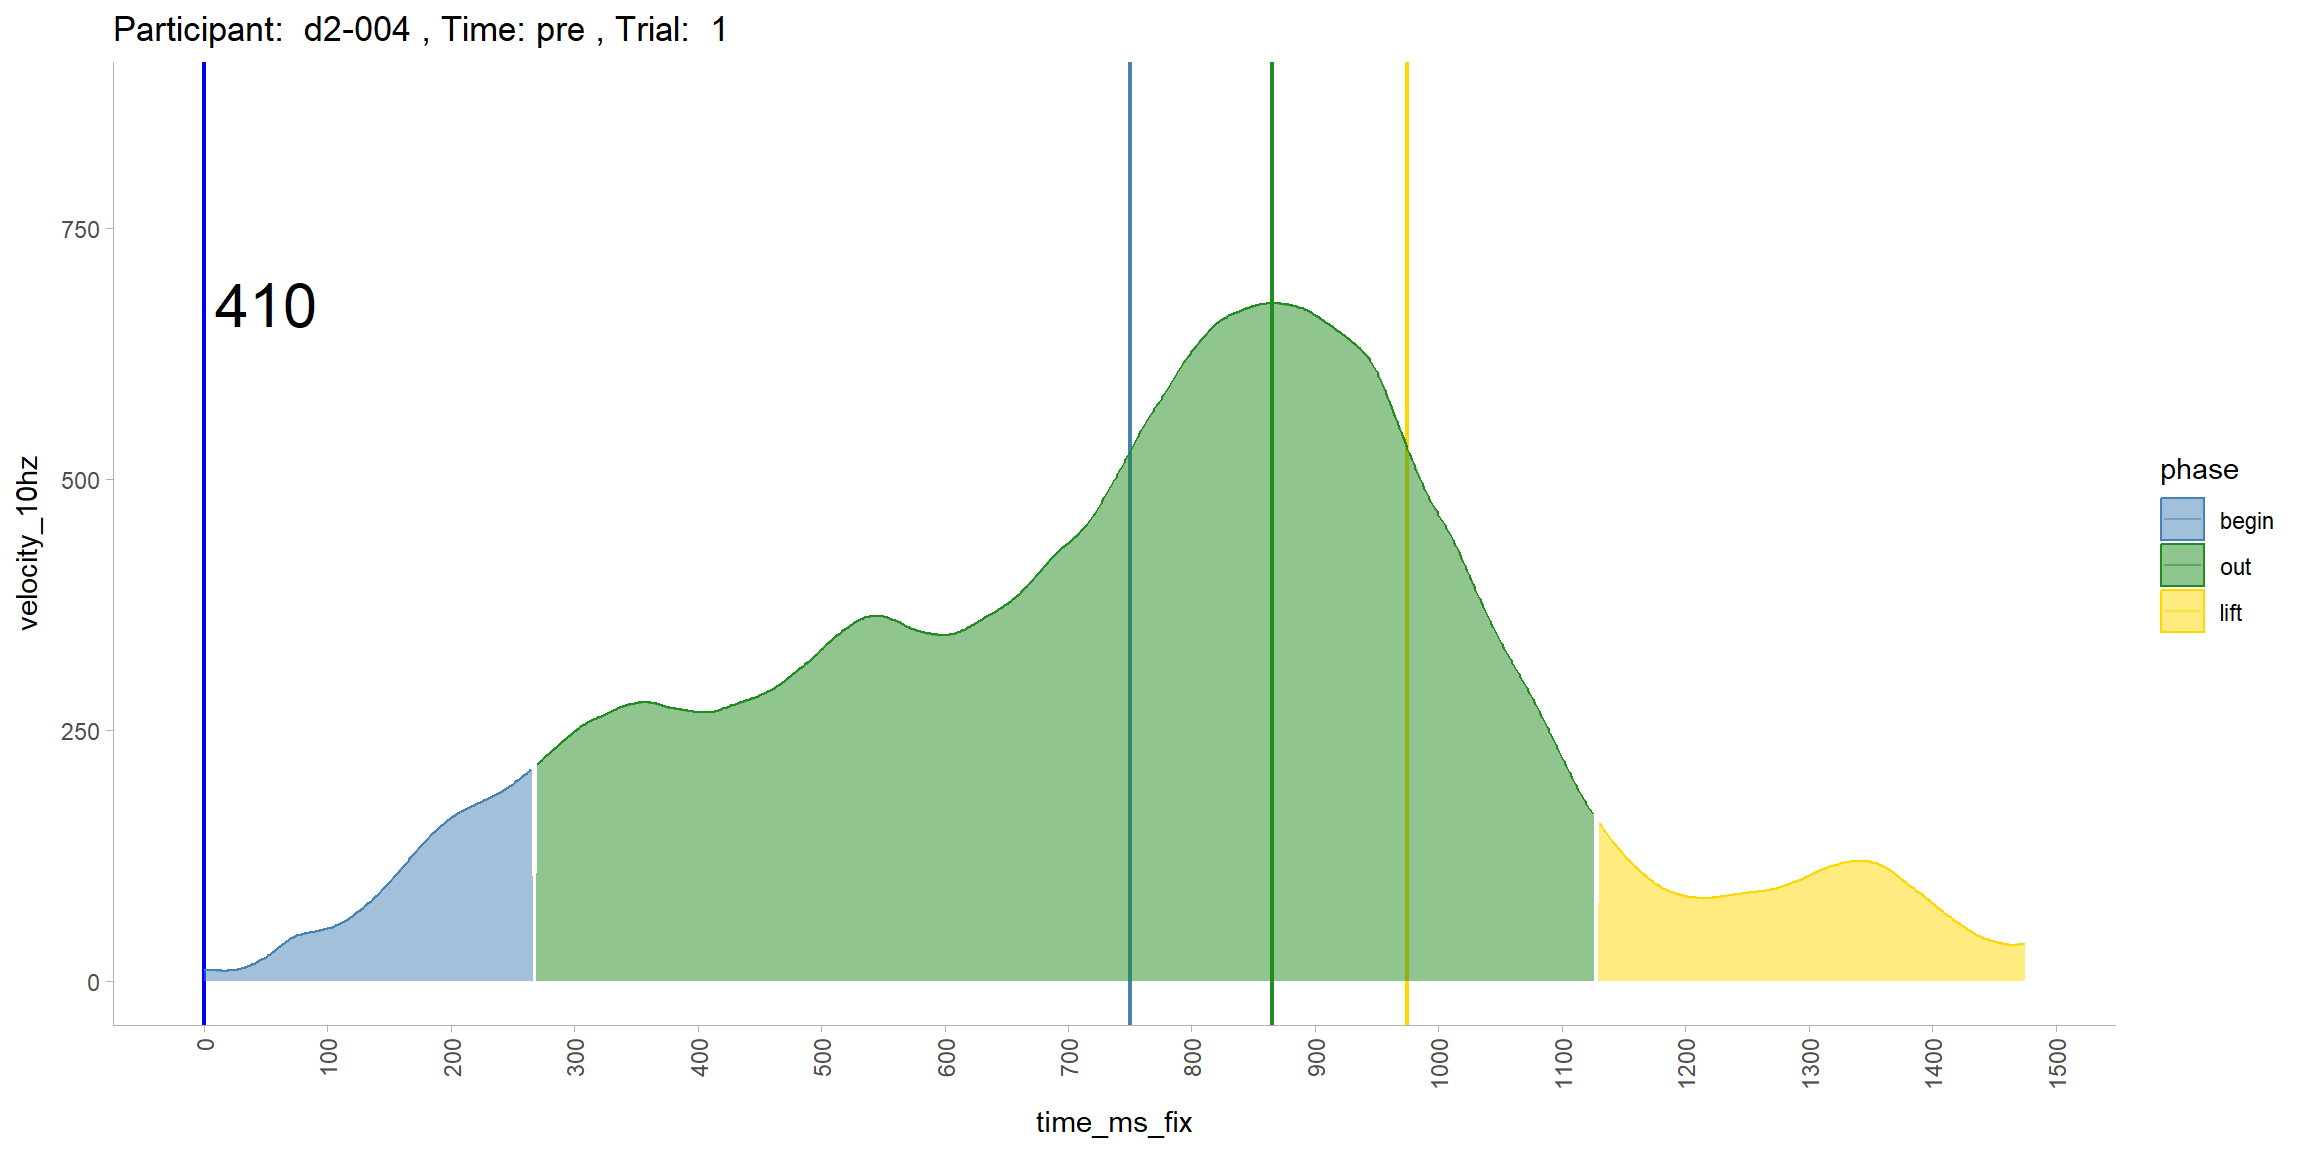 Participant:  d2-004 , Time: pre , Trial:  1
750
500
250
0
velocity_10hz
410
0 100 200 300 400 500 600 700 800 900 1000 1100 1200 1300 1400 1500
time_ms_fix
phase
begin
out
lift